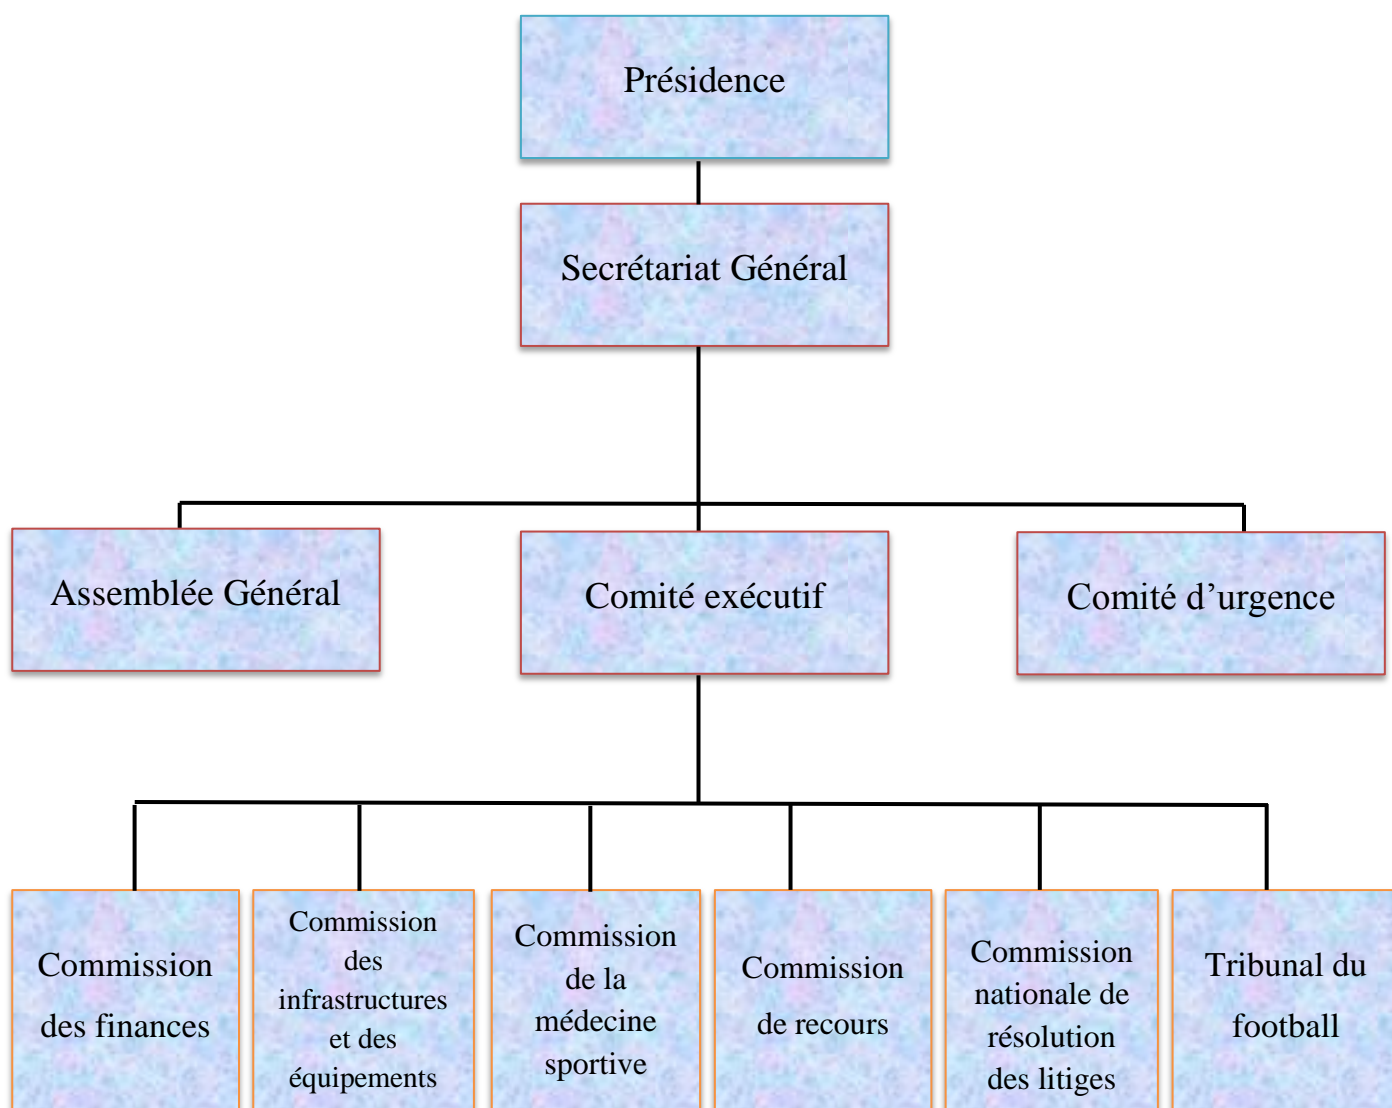 Présidence
Secrétariat Général
Assemblée Général
Comité exécutif
Comité d’urgence
Commission
des finances
Commission
des
infrastructures
et des
équipements
Commission
de la
médecine
sportive
Commission
de recours
Commission
nationale de
résolution
des litiges
Tribunal du
football